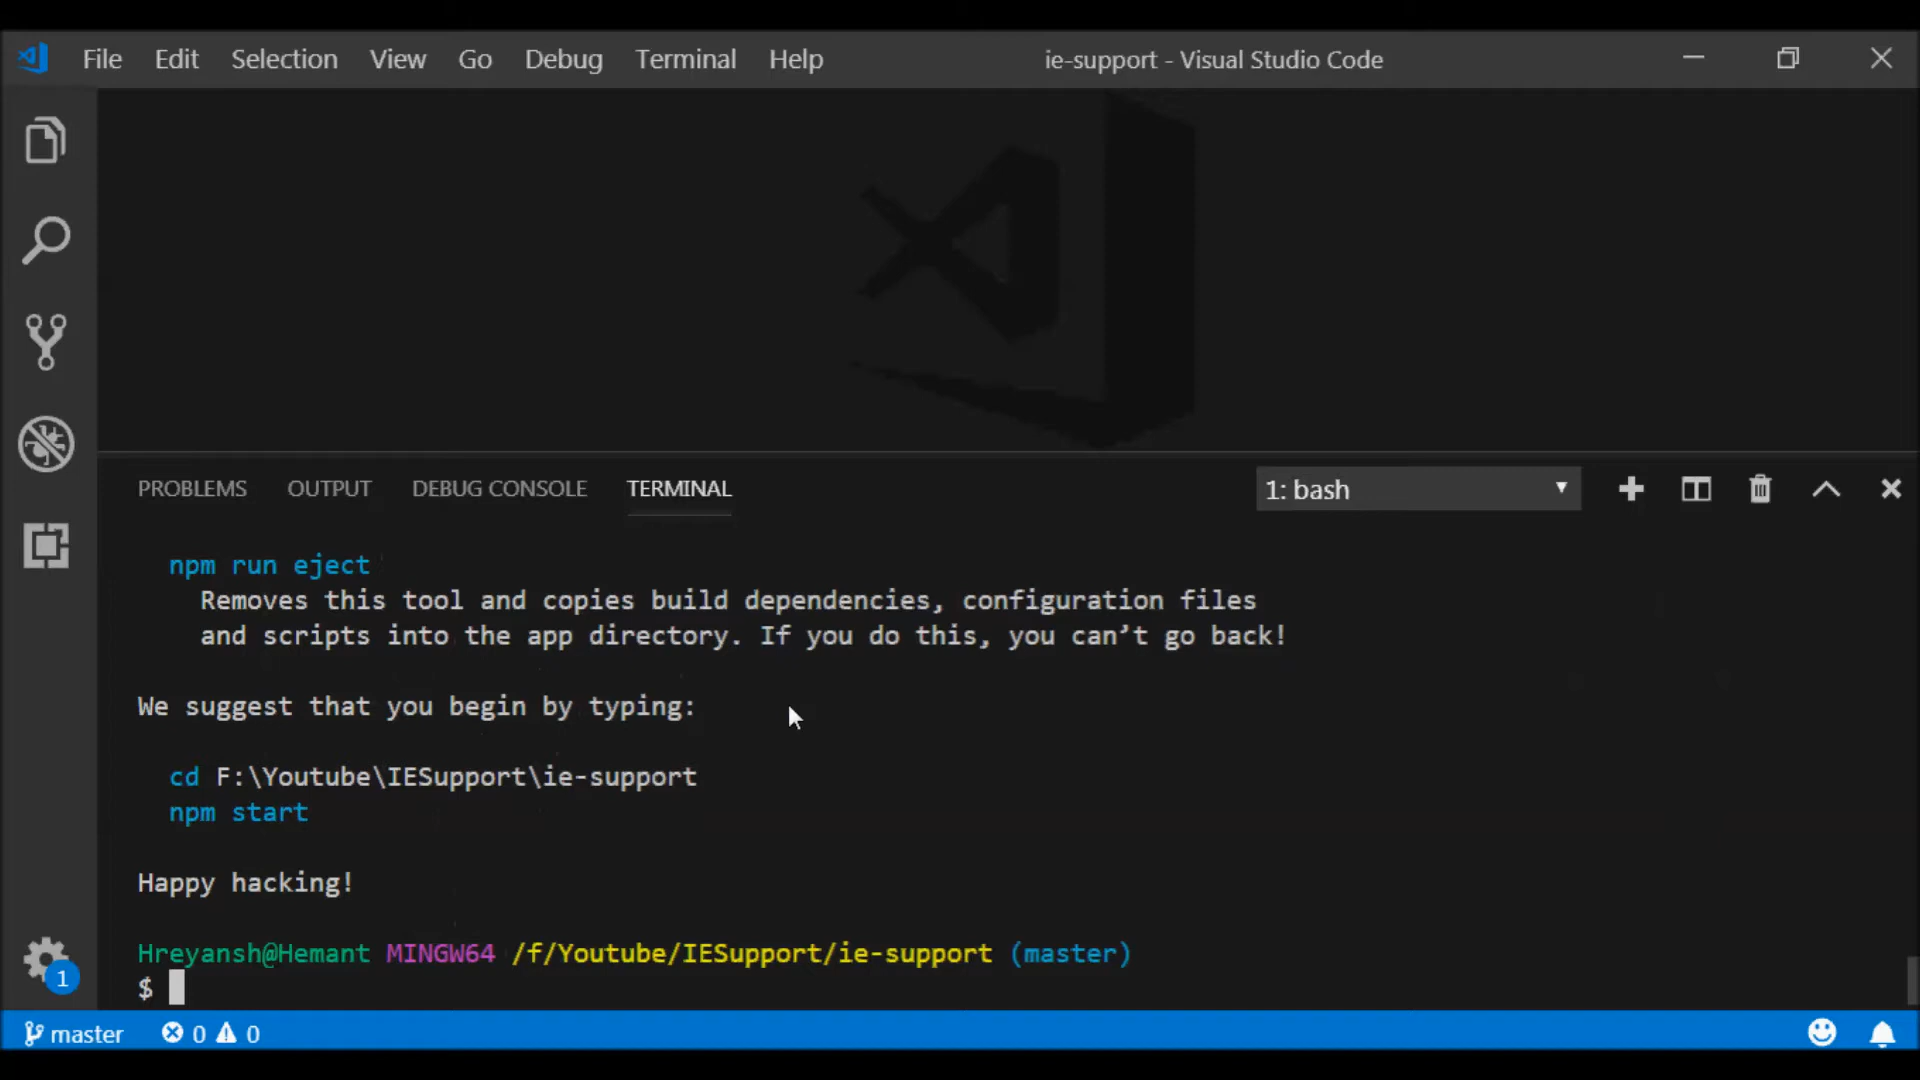 File Edit Selection View Go Debug Terminal Help ie-support - Visual Studio Code
PROBLEMS OUTPUT DEBUG CONSOLE TERMINAL 1: bash
npm run eject
Removes this tool and copies build dependencies, configuration files
and scripts into the app directory. If you do this, you can’t go back!
We suggest that you begin by typing:
cd F:\Youtube\IESupport\ie-support
npm start
Happy hacking!
Hreyansh@Hemant MINGW64 /f/Youtube/IESupport/ie-support (master)
$
1
master 0 0